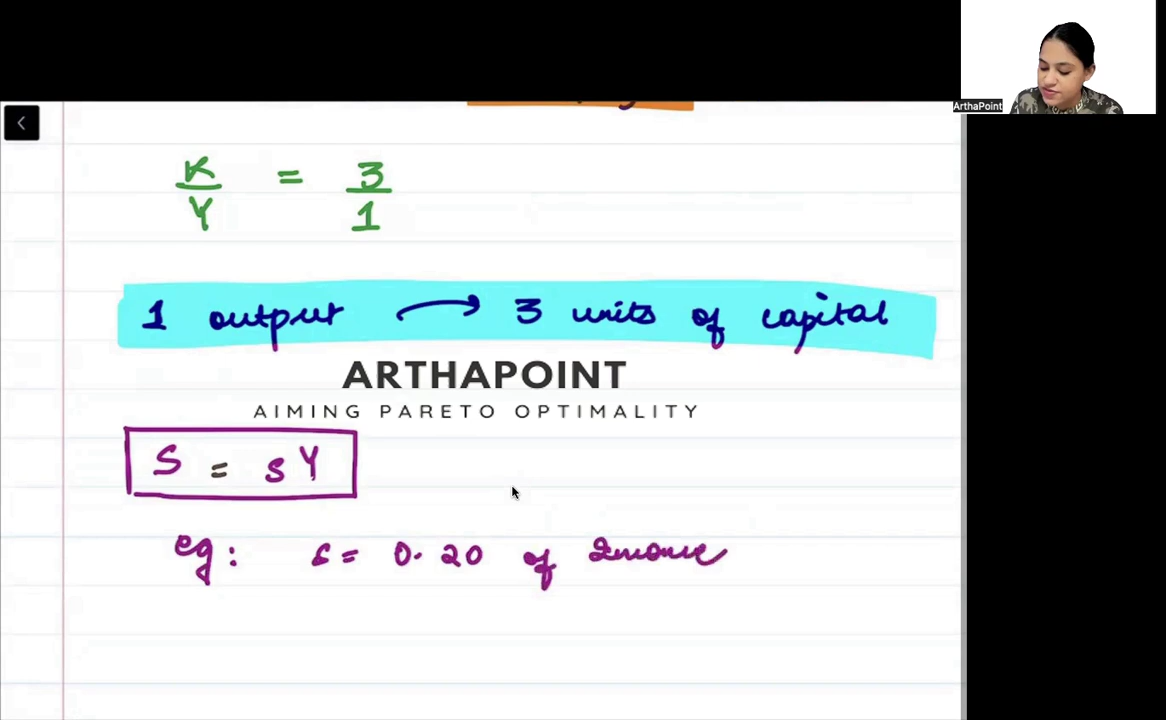 ArthaPoint
K/Y = 3/1
1 output → 3 units of capital
ARTHAPOINT
AIMING PARETO OPTIMALITY
S = sY
eg: s = 0.20 of Income